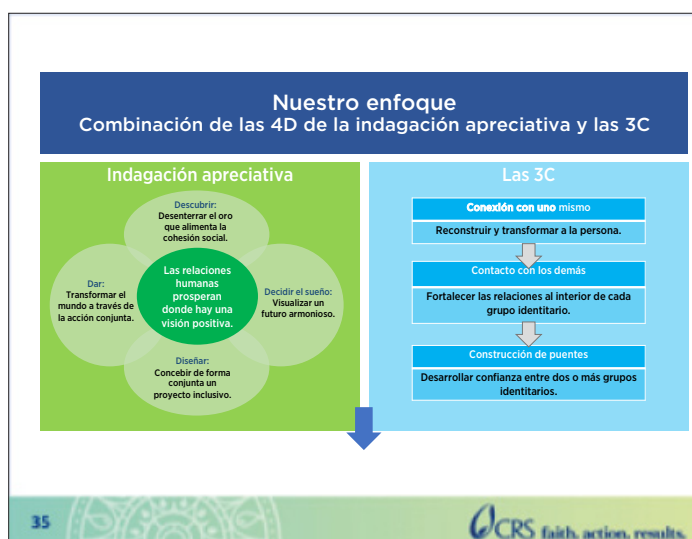 Nuestro enfoque
Combinación de las 4D de la indagación apreciativa y las 3C
Indagación apreciativa
Descubrir:
Desenterrar el oro
que alimenta la
cohesión social.
Dar:
Transformar el
mundo a través de
la acción conjunta.
Las relaciones
humanas
prosperan
donde hay una
visión positiva.
Decidir el sueño:
Visualizar un
futuro armonioso.
Diseñar:
Concebir de forma
conjunta un
proyecto inclusivo.
Las 3C
Conexión con uno mismo
Reconstruir y transformar a la persona.
Contacto con los demás
Fortalecer las relaciones al interior de cada
grupo identitario.
Construcción de puentes
Desarrollar confianza entre dos o más grupos
identitarios.
35
CRS faith. action. results.